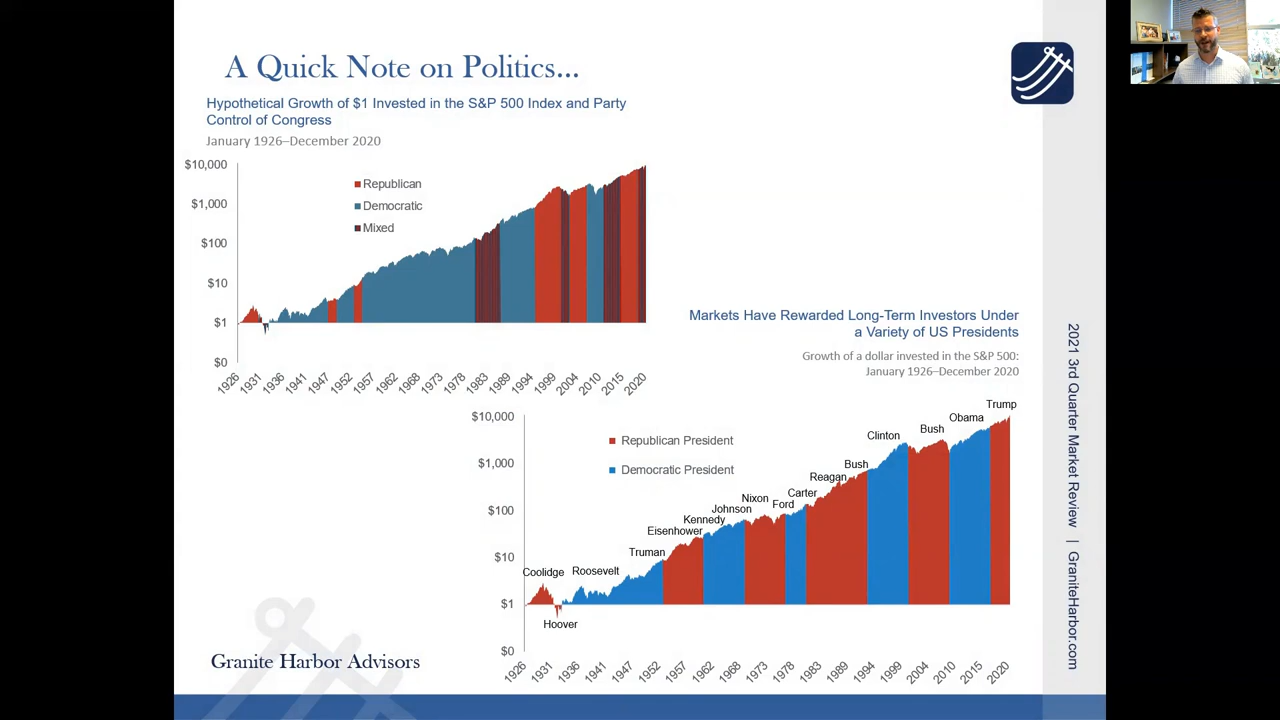 A Quick Note on Politics...
Hypothetical Growth of $1 Invested in the S&P 500 Index and Party
Control of Congress
January 1926–December 2020
$10,000
$1,000
$100
$10
$1
$0
Republican
Democratic
Mixed
1926
1931
1936
1941
1947
1952
1957
1962
1968
1973
1978
1983
1989
1994
1999
2004
2010
2015
2020
Markets Have Rewarded Long-Term Investors Under
a Variety of US Presidents
Growth of a dollar invested in the S&P 500:
January 1926–December 2020
$10,000
$1,000
$100
$10
$1
$0
Republican President
Democratic President
Coolidge
Hoover
Roosevelt
Truman
Eisenhower
Kennedy
Johnson
Nixon
Ford
Carter
Reagan
Bush
Clinton
Bush
Obama
Trump
1926
1931
1936
1941
1947
1952
1957
1962
1968
1973
1978
1983
1989
1994
1999
2004
2010
2015
2020
2021 3rd Quarter Market Review | GraniteHarbor.com
Granite Harbor Advisors